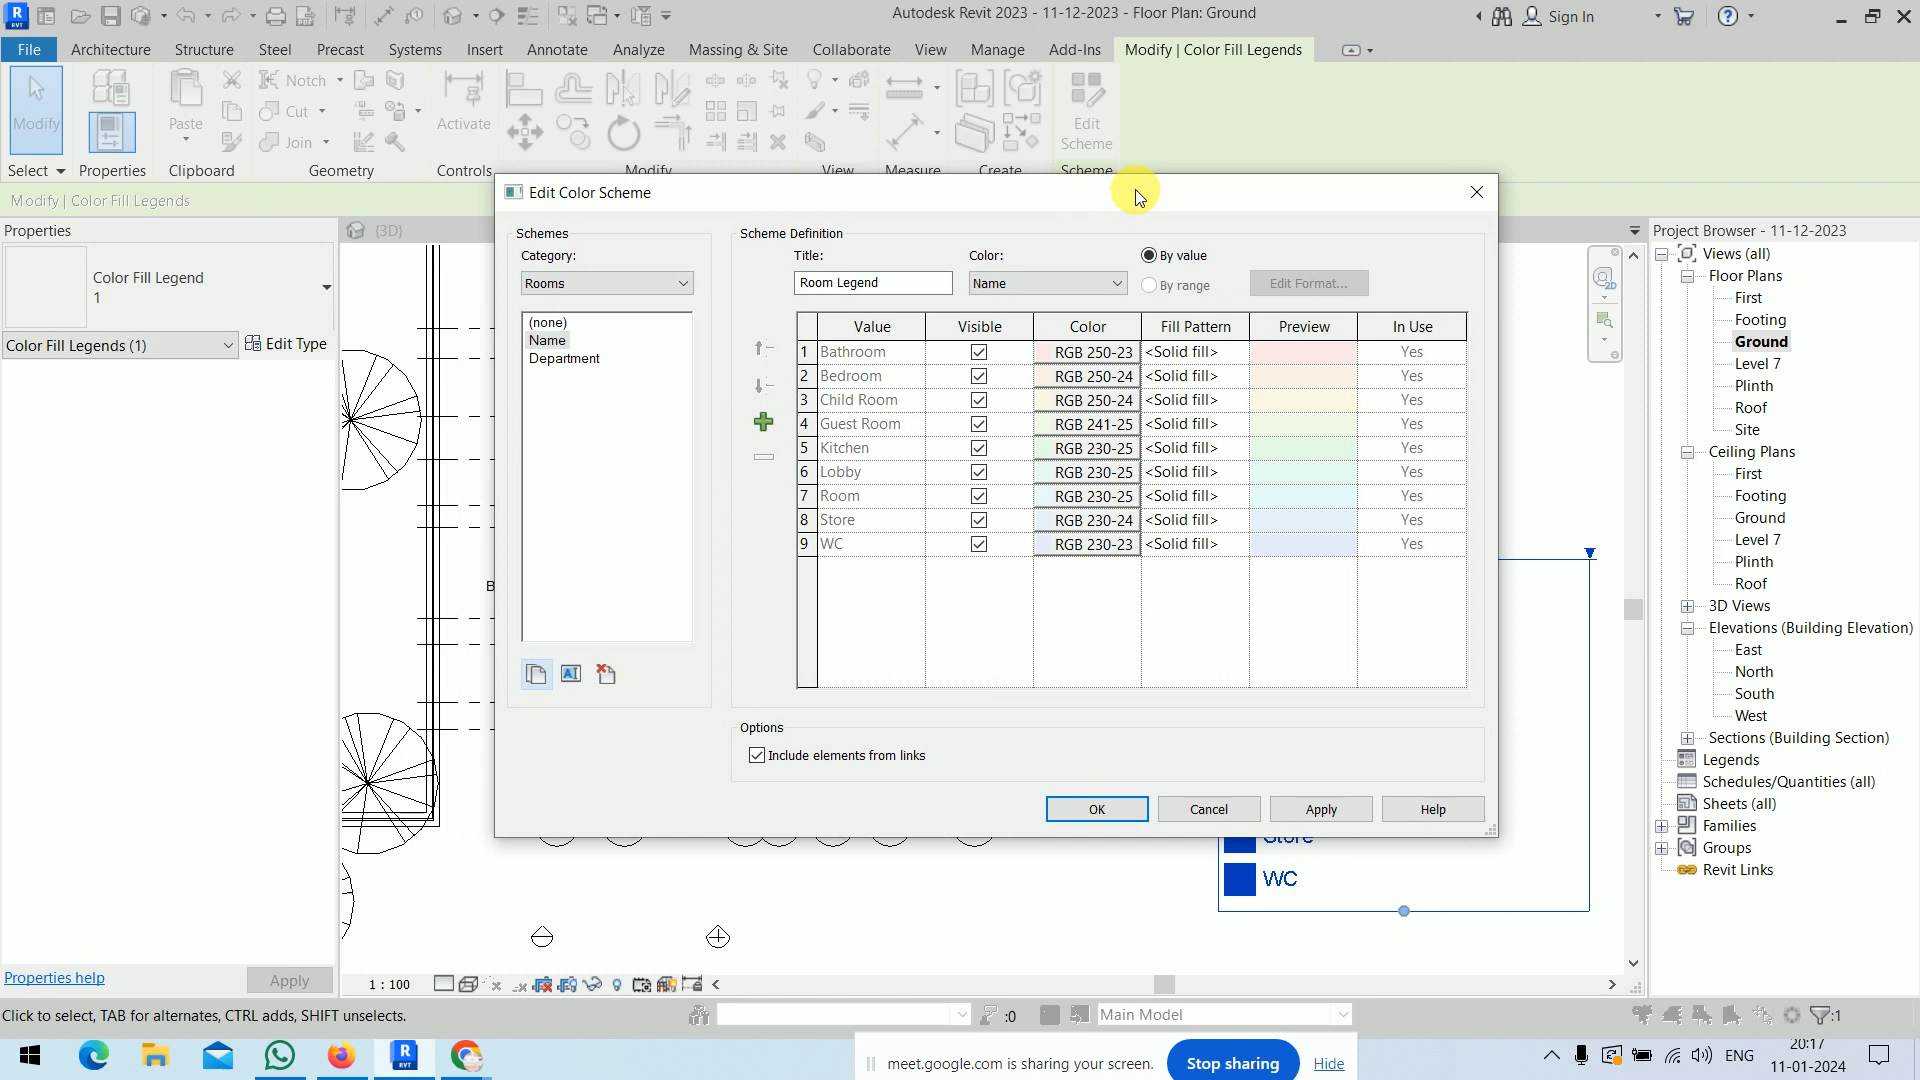 Autodesk Revit 2023 - 11-12-2023 - Floor Plan: Ground
Sign In
File
Architecture
Structure
Steel
Precast
Systems
Insert
Annotate
Analyze
Massing & Site
Collaborate
View
Manage
Add-Ins
Modify | Color Fill Legends
Modify
Paste
Notch
Cut
Join
Activate
Edit
Scheme
Select
Properties
Clipboard
Geometry
Controls
Modify
View
Measure
Create
Scheme
Modify | Color Fill Legends
Properties
Color Fill Legend
1
Color Fill Legends (1)
Edit Type
Properties help
Apply
{3D}
Edit Color Scheme
Schemes
Category:
Rooms
(none)
Name
Department
Scheme Definition
Title:
Color:
By value
Room Legend
Name
By range
Edit Format...
Value Visible Color Fill Pattern Preview In Use
1 Bathroom RGB 250-23 <Solid fill> Yes
2 Bedroom RGB 250-24 <Solid fill> Yes
3 Child Room RGB 250-24 <Solid fill> Yes
4 Guest Room RGB 241-25 <Solid fill> Yes
5 Kitchen RGB 230-25 <Solid fill> Yes
6 Lobby RGB 230-25 <Solid fill> Yes
7 Room RGB 230-25 <Solid fill> Yes
8 Store RGB 230-24 <Solid fill> Yes
9 WC RGB 230-23 <Solid fill> Yes
Options
Include elements from links
OK
Cancel
Apply
Help
Store
WC
Project Browser - 11-12-2023
Views (all)
Floor Plans
First
Footing
Ground
Level 7
Plinth
Roof
Site
Ceiling Plans
First
Footing
Ground
Level 7
Plinth
Roof
3D Views
Elevations (Building Elevation)
East
North
South
West
Sections (Building Section)
Legends
Schedules/Quantities (all)
Sheets (all)
Families
Groups
Revit Links
1 : 100
Click to select, TAB for alternates, CTRL adds, SHIFT unselects.
:0
Main Model
:1
meet.google.com is sharing your screen.
Stop sharing
Hide
ENG
20:17
11-01-2024